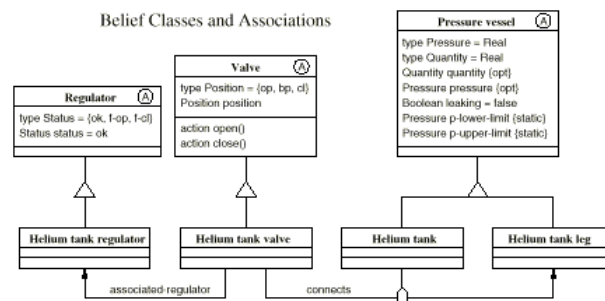 Belief Classes and Associations
Pressure vessel
A
type Pressure = Real
type Quantity = Real
Quantity quantity {opt}
Pressure pressure {opt}
Boolean leaking = false
Pressure p-lower-limit {static}
Pressure p-upper-limit {static}
Valve
A
type Position = {op, bp, cl}
Position position
action open()
action close()
Regulator
A
type Status = {ok, f-op, f-cl}
Status status = ok
Helium tank regulator
Helium tank valve
Helium tank
Helium tank leg
associated-regulator
connects